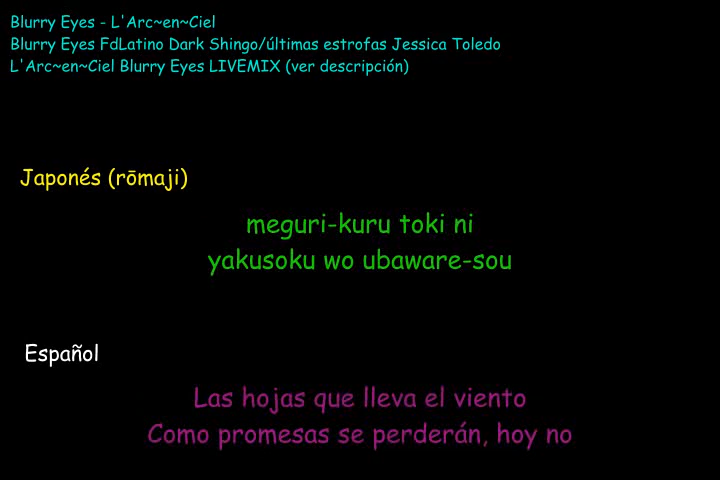 Blurry Eyes - L'Arc~en~Ciel
Blurry Eyes FdLatino Dark Shingo/últimas estrofas Jessica Toledo
L'Arc~en~Ciel Blurry Eyes LIVEMIX (ver descripción)
Japonés (rōmaji)
meguri-kuru toki ni
yakusoku wo ubaware-sou
Español
Las hojas que lleva el viento
Como promesas se perderán, hoy no